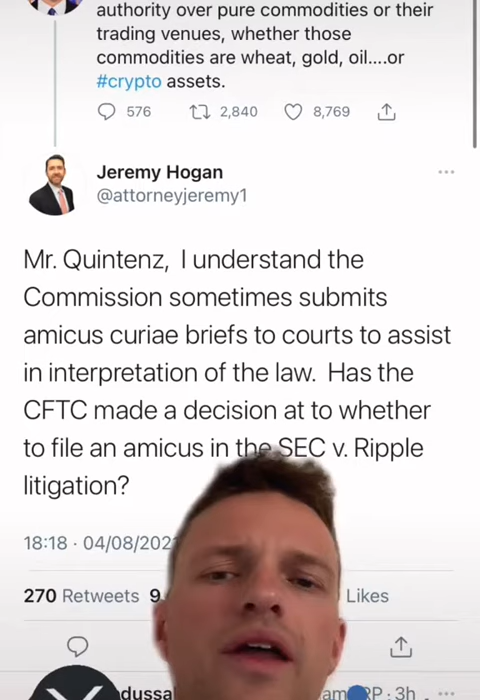 authority over pure commodities or their
trading venues, whether those
commodities are wheat, gold, oil....or
#crypto assets.
576 2,840 8,769
Jeremy Hogan
@attorneyjeremy1
Mr. Quintenz, I understand the
Commission sometimes submits
amicus curiae briefs to courts to assist
in interpretation of the law. Has the
CFTC made a decision at to whether
to file an amicus in the SEC v. Ripple
litigation?
18:18 · 04/08/202
270 Retweets 9 Likes
· 3h